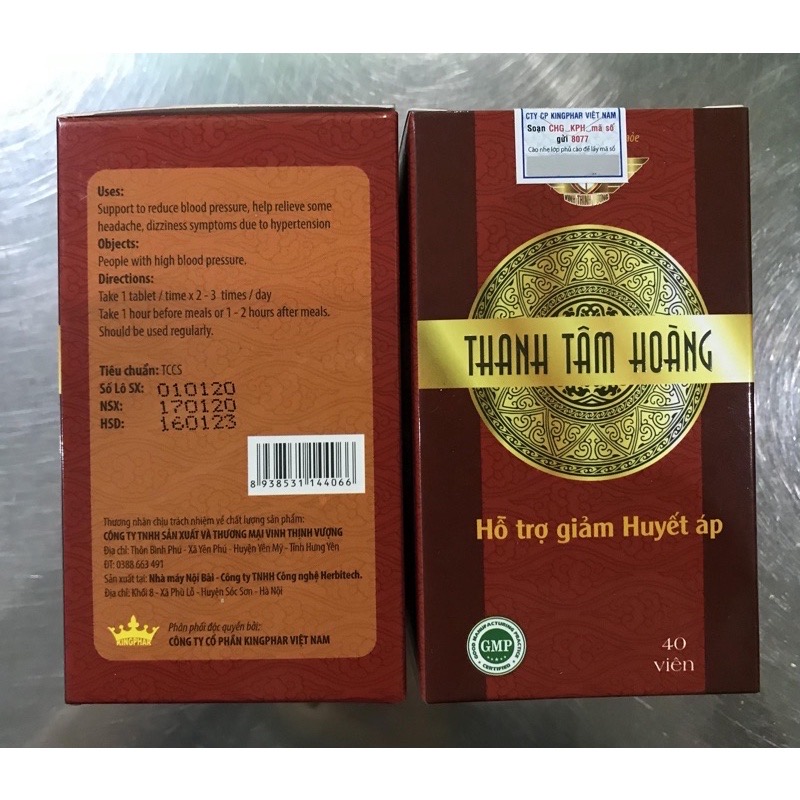 Uses:
Support to reduce blood pressure, help relieve some
headache, dizziness symptoms due to hypertension
Objects:
People with high blood pressure.
Directions:
Take 1 tablet / time x 2 - 3 times / day
Take 1 hour before meals or 1 - 2 hours after meals.
Should be used regularly.
Tiêu chuẩn: TCCS
Số Lô SX: 010120
NSX: 170120
HSD: 160123
8 938531 144066
Thương nhân chịu trách nhiệm về chất lượng sản phẩm:
CÔNG TY TNHH SẢN XUẤT VÀ THƯƠNG MẠI VINH THỊNH VƯỢNG
Địa chỉ: Thôn Bình Phú - Xã Yên Phú - Huyện Yên Mỹ - Tỉnh Hưng Yên
ĐT: 0388.663 491
Sản xuất tại: Nhà máy Nội Bài - Công ty TNHH Công nghệ Herbitech.
Địa chỉ: Khối 8 - Xã Phù Lỗ - Huyện Sóc Sơn - Hà Nội
KINGPHAR
Phân phối độc quyền bởi:
CÔNG TY CỔ PHẦN KINGPHAR VIỆT NAM
CTY CP KINGPHAR VIỆT NAM
Soạn CHG_KPH_mã số
gửi 8077
Cào nhẹ lớp phủ cào để lấy mã số
VINH THỊNH VƯỢNG
THANH TÂM HOÀNG
Hỗ trợ giảm Huyết áp
GOOD MANUFACTURING PRACTICE
GMP
CERTIFIED
40
viên